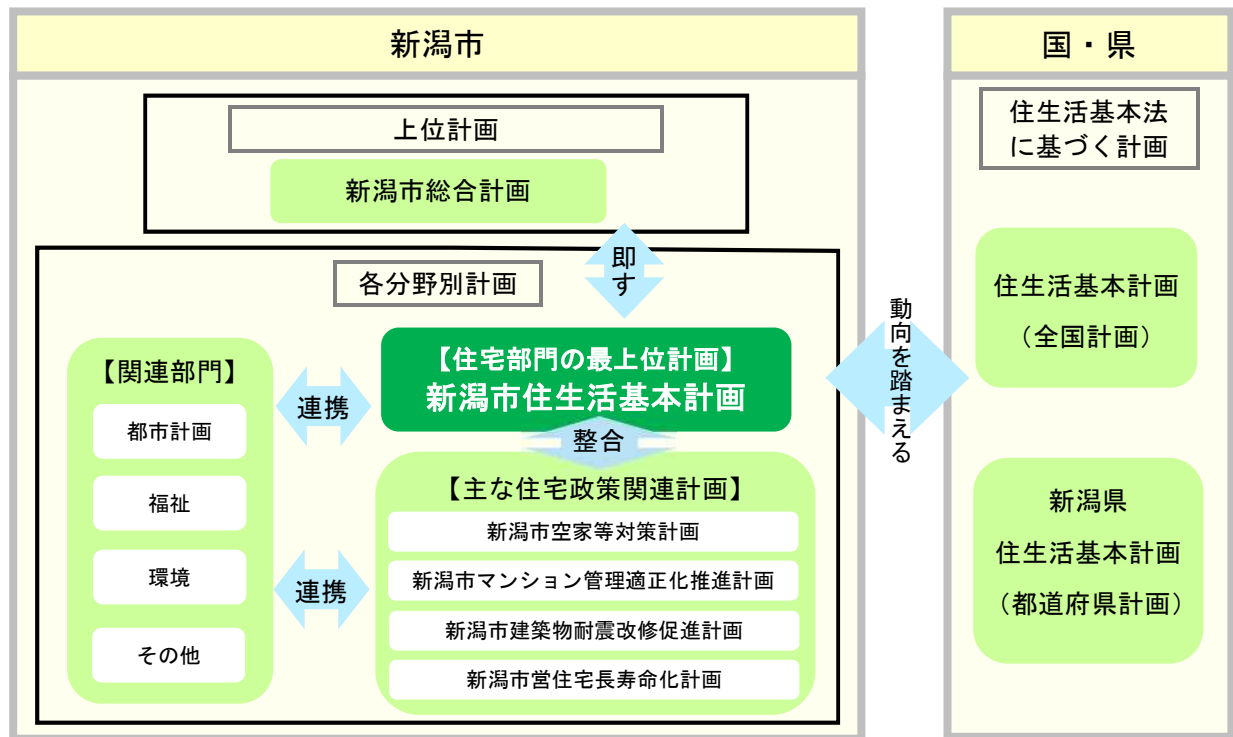 新潟市
上位計画
新潟市総合計画
即す
各分野別計画
【関連部門】
都市計画
福祉
環境
その他
連携
連携
【住宅部門の最上位計画】
新潟市住生活基本計画
整合
【主な住宅政策関連計画】
新潟市空家等対策計画
新潟市マンション管理適正化推進計画
新潟市建築物耐震改修促進計画
新潟市営住宅長寿命化計画
動向を踏まえる
国・県
住生活基本法
に基づく計画
住生活基本計画
（全国計画）
新潟県
住生活基本計画
（都道府県計画）